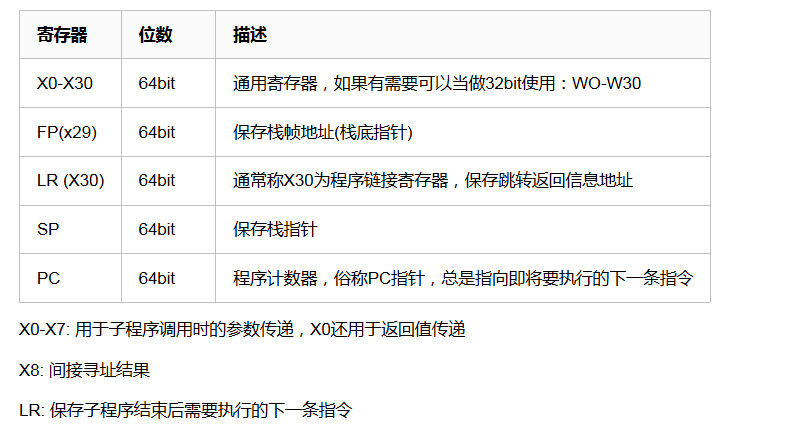 寄存器 位数 描述
X0-X30 64bit 通用寄存器，如果有需要可以当做32bit使用：WO-W30
FP(x29) 64bit 保存栈帧地址(栈底指针)
LR (X30) 64bit 通常称X30为程序链接寄存器，保存跳转返回信息地址
SP 64bit 保存栈指针
PC 64bit 程序计数器，俗称PC指针，总是指向即将要执行的下一条指令
X0-X7: 用于子程序调用时的参数传递，X0还用于返回值传递
X8: 间接寻址结果
LR: 保存子程序结束后需要执行的下一条指令